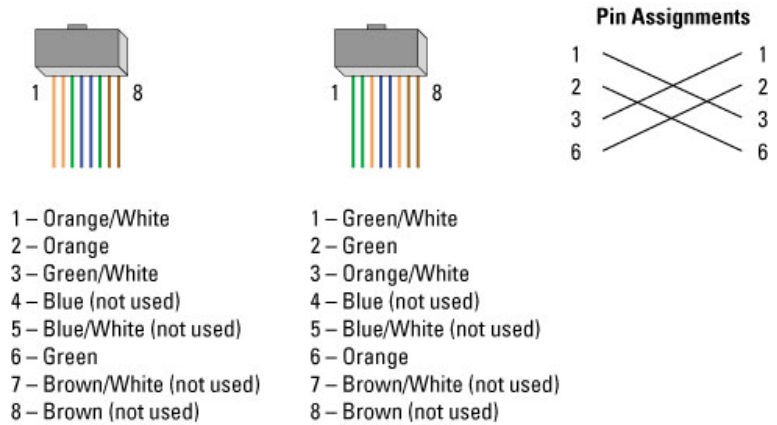 Pin Assignments
1 8
1 8
1 1
2 2
3 3
6 6
1 – Orange/White
2 – Orange
3 – Green/White
4 – Blue (not used)
5 – Blue/White (not used)
6 – Green
7 – Brown/White (not used)
8 – Brown (not used)
1 – Green/White
2 – Green
3 – Orange/White
4 – Blue (not used)
5 – Blue/White (not used)
6 – Orange
7 – Brown/White (not used)
8 – Brown (not used)